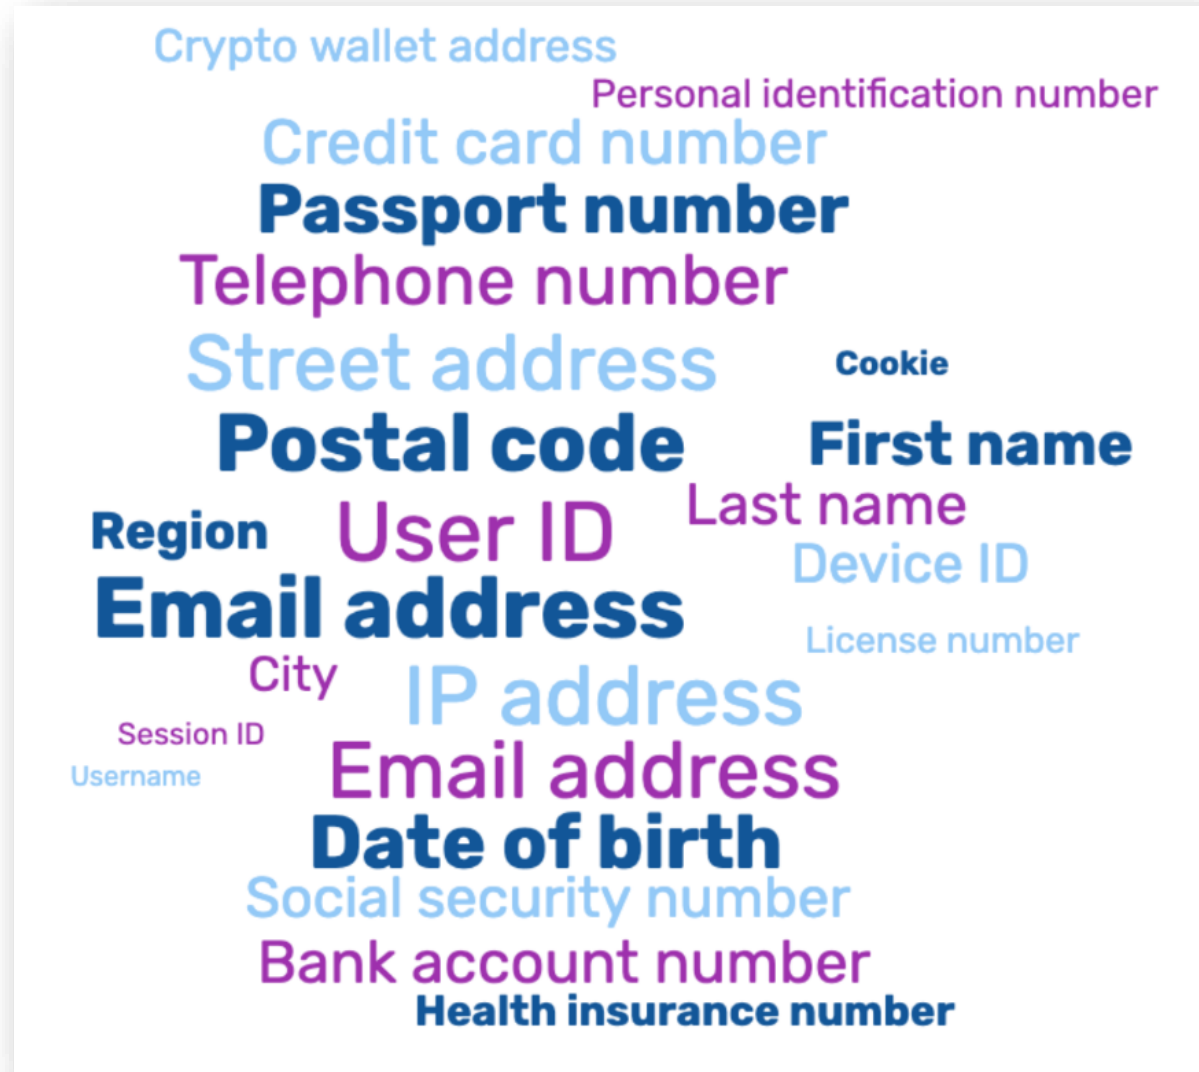 Crypto wallet address
Personal identification number
Credit card number
Passport number
Telephone number
Street address
Cookie
Postal code
First name
Last name
Region
User ID
Device ID
Email address
License number
City
IP address
Session ID
Email address
Username
Date of birth
Social security number
Bank account number
Health insurance number